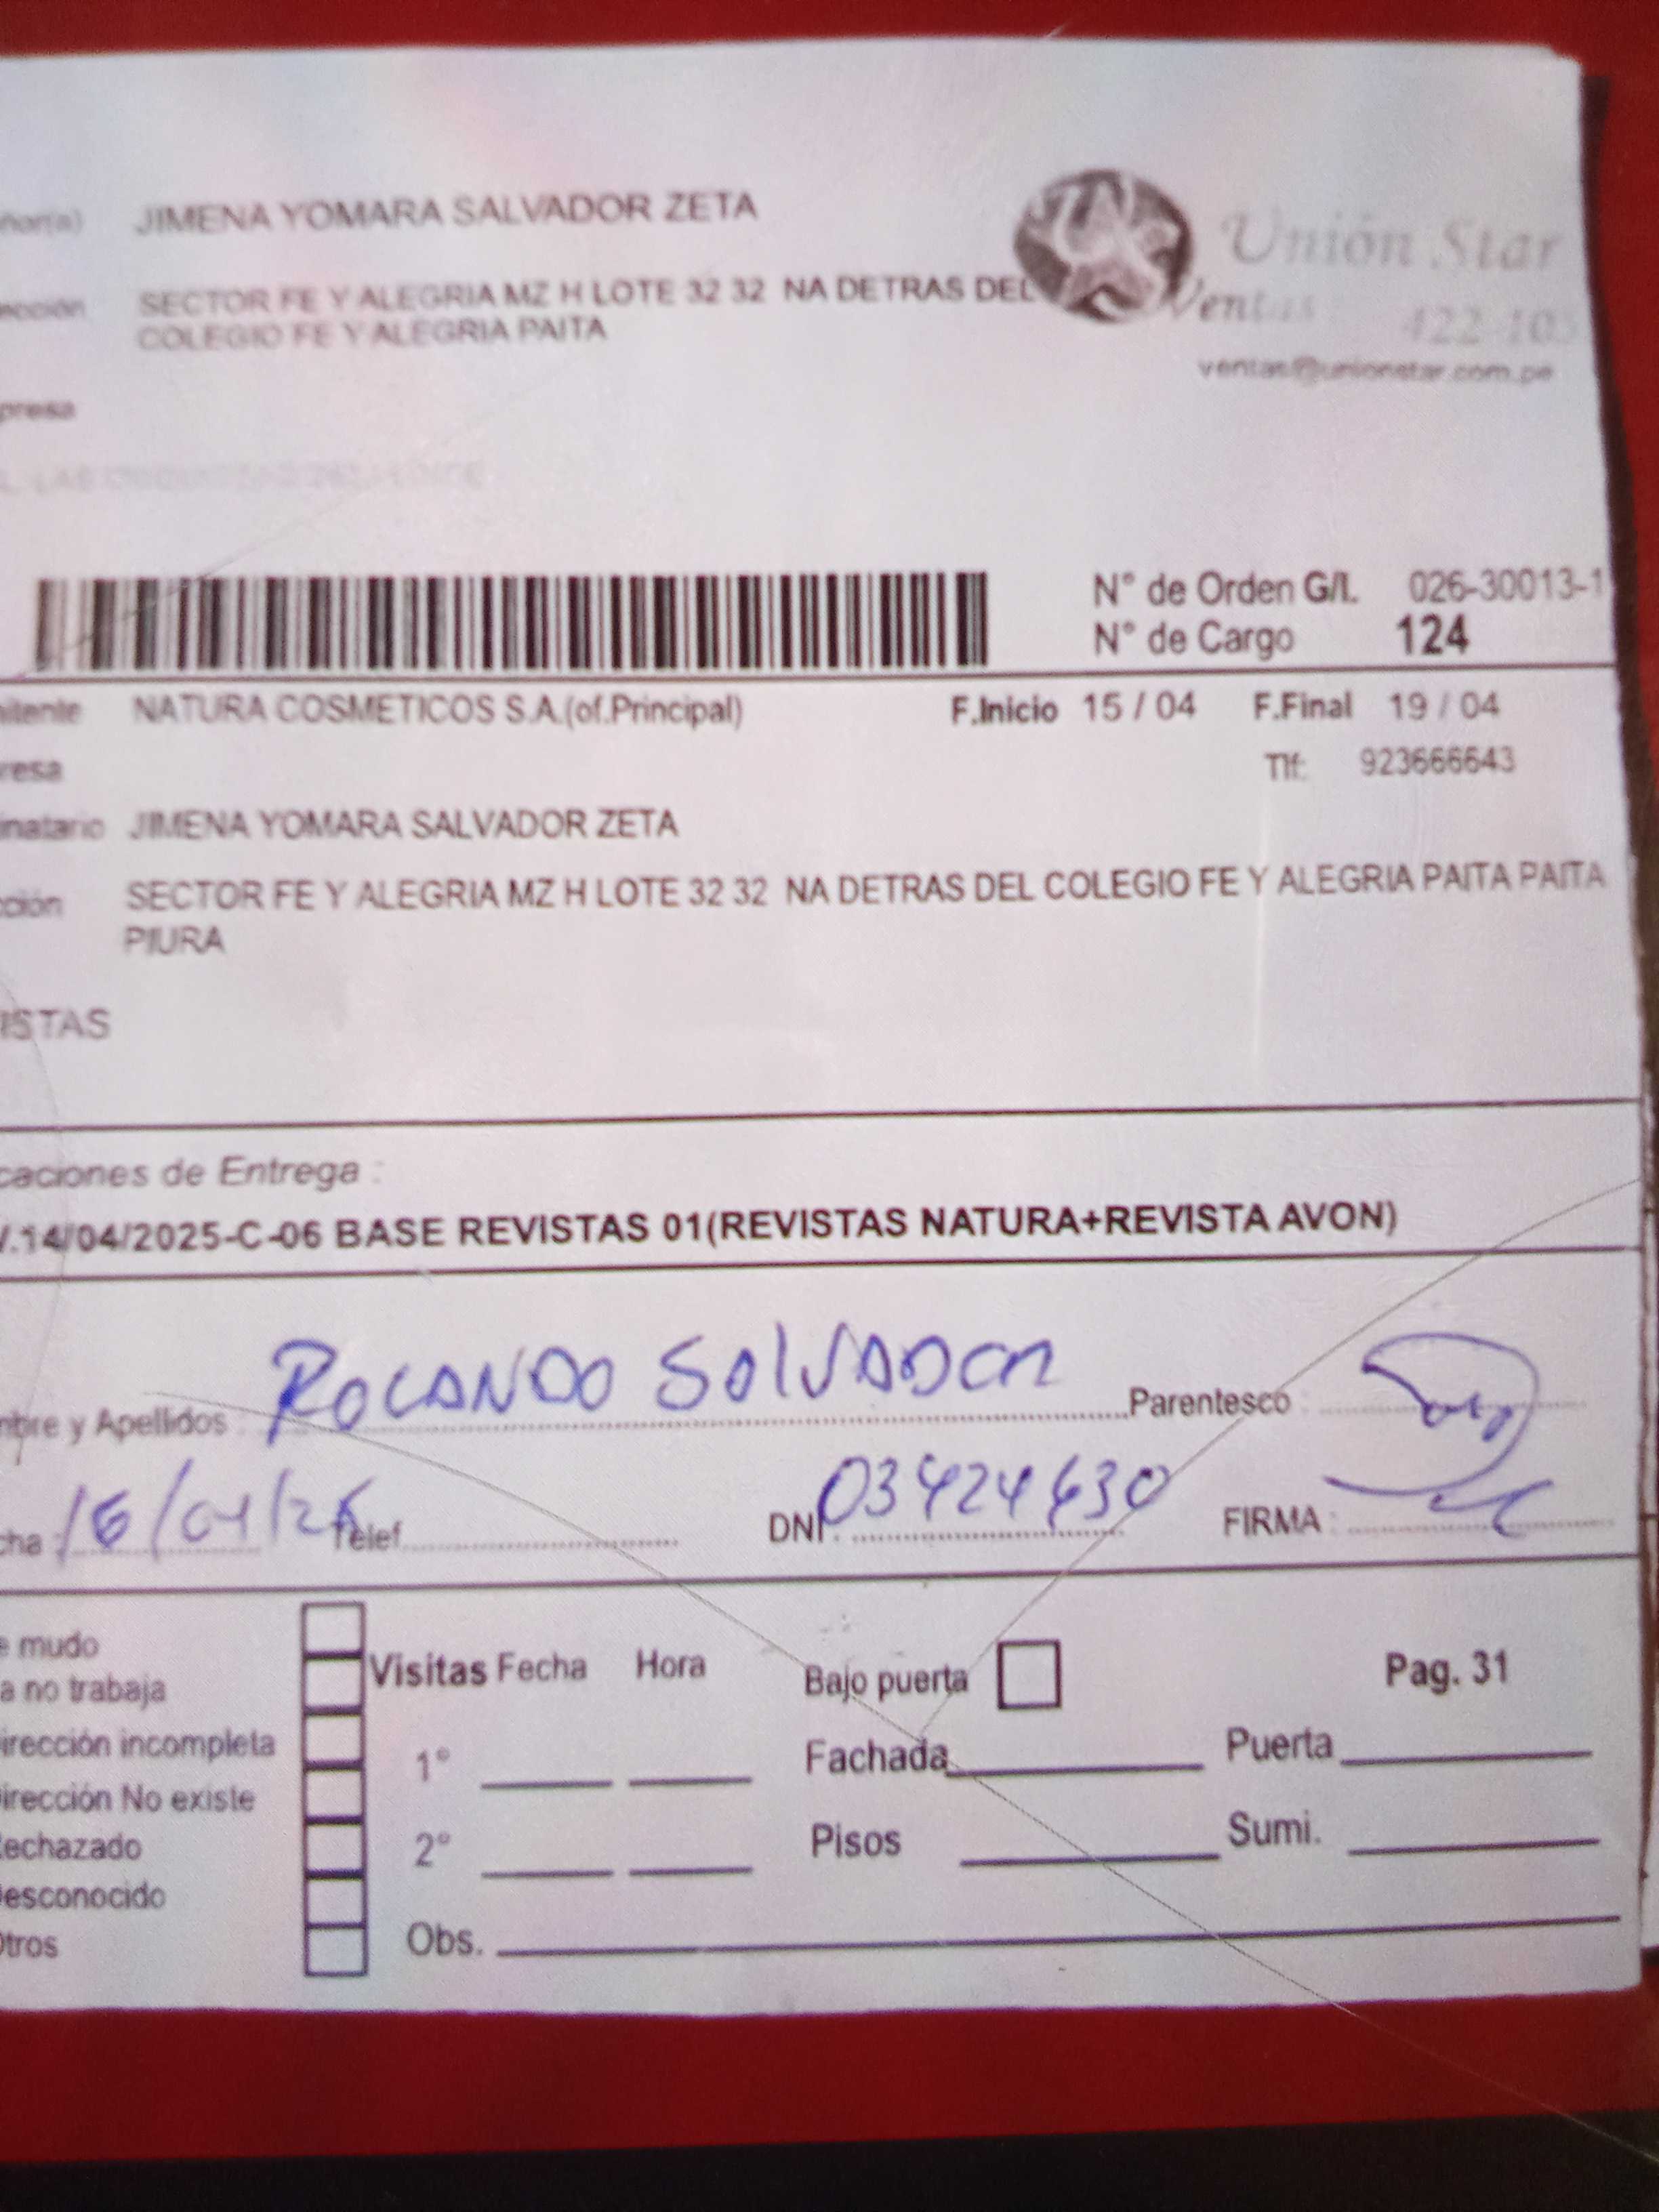 ñor(a) JIMENA YOMARA SALVADOR ZETA
Unión Star
ección SECTOR FE Y ALEGRIA MZ H LOTE 32 32 NA DETRAS DEL
COLEGIO FE Y ALEGRIA PAITA
Ventas 422-103
ventas@unionstar.com.pe
presa
N° de Orden G/I. 026-30013-1
N° de Cargo 124
itente NATURA COSMETICOS S.A.(of.Principal) F.Inicio 15 / 04 F.Final 19 / 04
resa Tlf: 923666643
inatario JIMENA YOMARA SALVADOR ZETA
cción SECTOR FE Y ALEGRIA MZ H LOTE 32 32 NA DETRAS DEL COLEGIO FE Y ALEGRIA PAITA PAITA
PIURA
ISTAS
caciones de Entrega :
V.14/04/2025-C-06 BASE REVISTAS 01(REVISTAS NATURA+REVISTA AVON)
mbre y Apellidos : ROLANDO SALVADOR Parentesco :
cha 16/04/25 Telef. DNI. 03424630 FIRMA :
e mudo
a no trabaja
Visitas Fecha Hora Bajo puerta Pag. 31
irección incompleta
1° Fachada Puerta
irección No existe
echazado
2° Pisos Sumi.
esconocido
Otros
Obs.